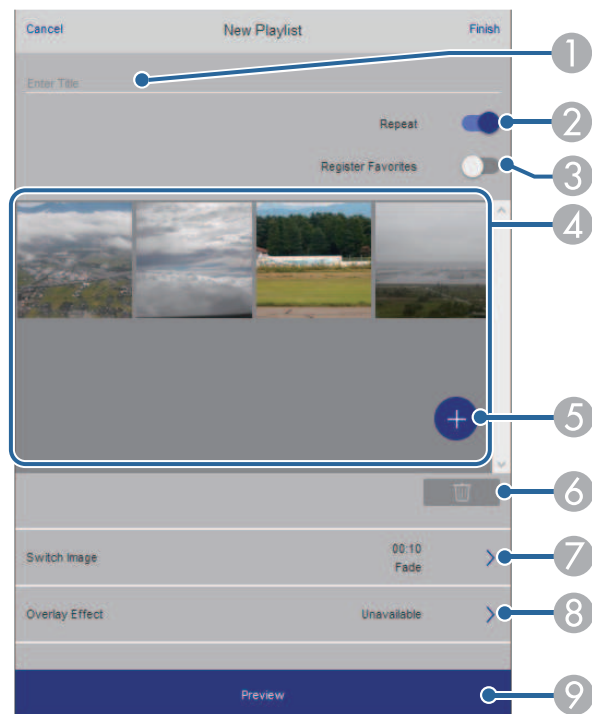 Cancel New Playlist Finish
1
Enter Title
Repeat 2
Register Favorites 3
4
+ 5
6
Switch Image 00:10 7
Fade
Overlay Effect Unavailable 8
Preview 9